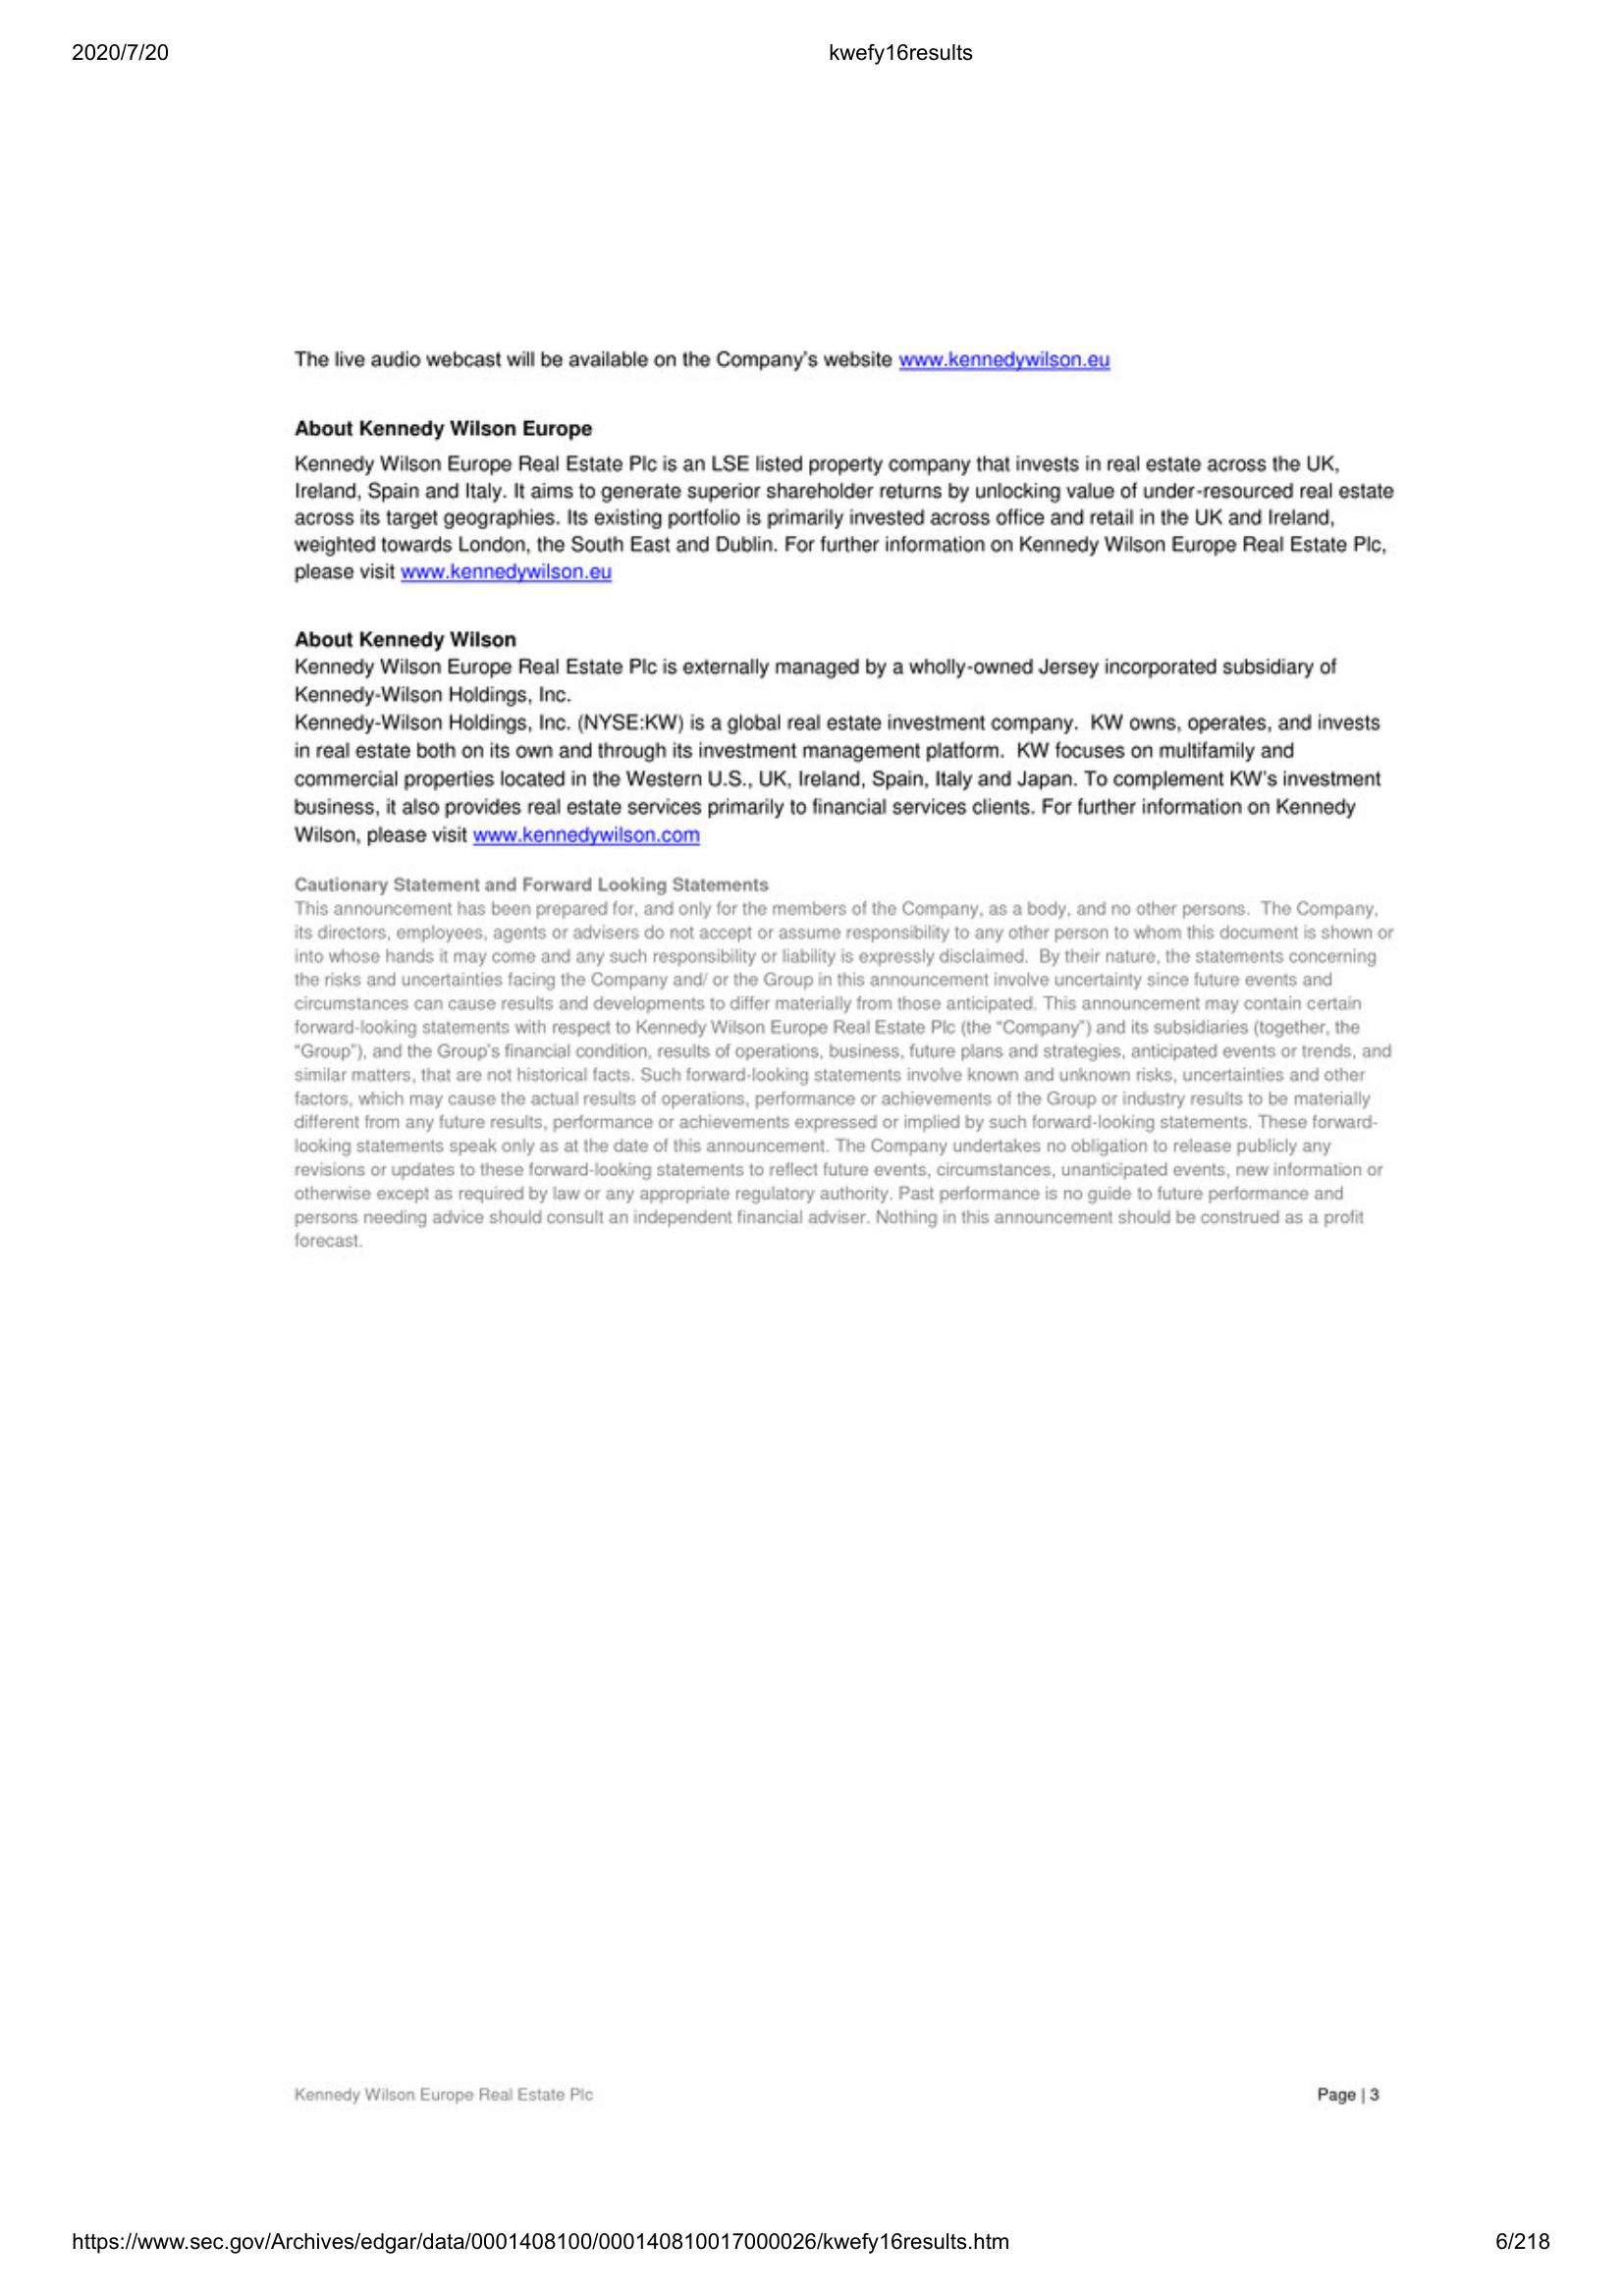 2020/7/20 kwefy16results
The live audio webcast will be available on the Company's website www.kennedywilson.eu
About Kennedy Wilson Europe
Kennedy Wilson Europe Real Estate Plc is an LSE listed property company that invests in real estate across the UK,
Ireland, Spain and Italy. It aims to generate superior shareholder returns by unlocking value of under-resourced real estate
across its target geographies. Its existing portfolio is primarily invested across office and retail in the UK and Ireland,
weighted towards London, the South East and Dublin. For further information on Kennedy Wilson Europe Real Estate Plc,
please visit www.kennedywilson.eu
About Kennedy Wilson
Kennedy Wilson Europe Real Estate Plc is externally managed by a wholly-owned Jersey incorporated subsidiary of
Kennedy-Wilson Holdings, Inc.
Kennedy-Wilson Holdings, Inc. (NYSE:KW) is a global real estate investment company.  KW owns, operates, and invests
in real estate both on its own and through its investment management platform.  KW focuses on multifamily and
commercial properties located in the Western U.S., UK, Ireland, Spain, Italy and Japan. To complement KW's investment
business, it also provides real estate services primarily to financial services clients. For further information on Kennedy
Wilson, please visit www.kennedywilson.com
Cautionary Statement and Forward Looking Statements
This announcement has been prepared for, and only for the members of the Company, as a body, and no other persons.  The Company,
its directors, employees, agents or advisers do not accept or assume responsibility to any other person to whom this document is shown or
into whose hands it may come and any such responsibility or liability is expressly disclaimed.  By their nature, the statements concerning
the risks and uncertainties facing the Company and/ or the Group in this announcement involve uncertainty since future events and
circumstances can cause results and developments to differ materially from those anticipated. This announcement may contain certain
forward-looking statements with respect to Kennedy Wilson Europe Real Estate Plc (the “Company”) and its subsidiaries (together, the
“Group”), and the Group's financial condition, results of operations, business, future plans and strategies, anticipated events or trends, and
similar matters, that are not historical facts. Such forward-looking statements involve known and unknown risks, uncertainties and other
factors, which may cause the actual results of operations, performance or achievements of the Group or industry results to be materially
different from any future results, performance or achievements expressed or implied by such forward-looking statements. These forward-
looking statements speak only as at the date of this announcement. The Company undertakes no obligation to release publicly any
revisions or updates to these forward-looking statements to reflect future events, circumstances, unanticipated events, new information or
otherwise except as required by law or any appropriate regulatory authority. Past performance is no guide to future performance and
persons needing advice should consult an independent financial adviser. Nothing in this announcement should be construed as a profit
forecast.
Kennedy Wilson Europe Real Estate Plc Page | 3
https://www.sec.gov/Archives/edgar/data/0001408100/000140810017000026/kwefy16results.htm 6/218